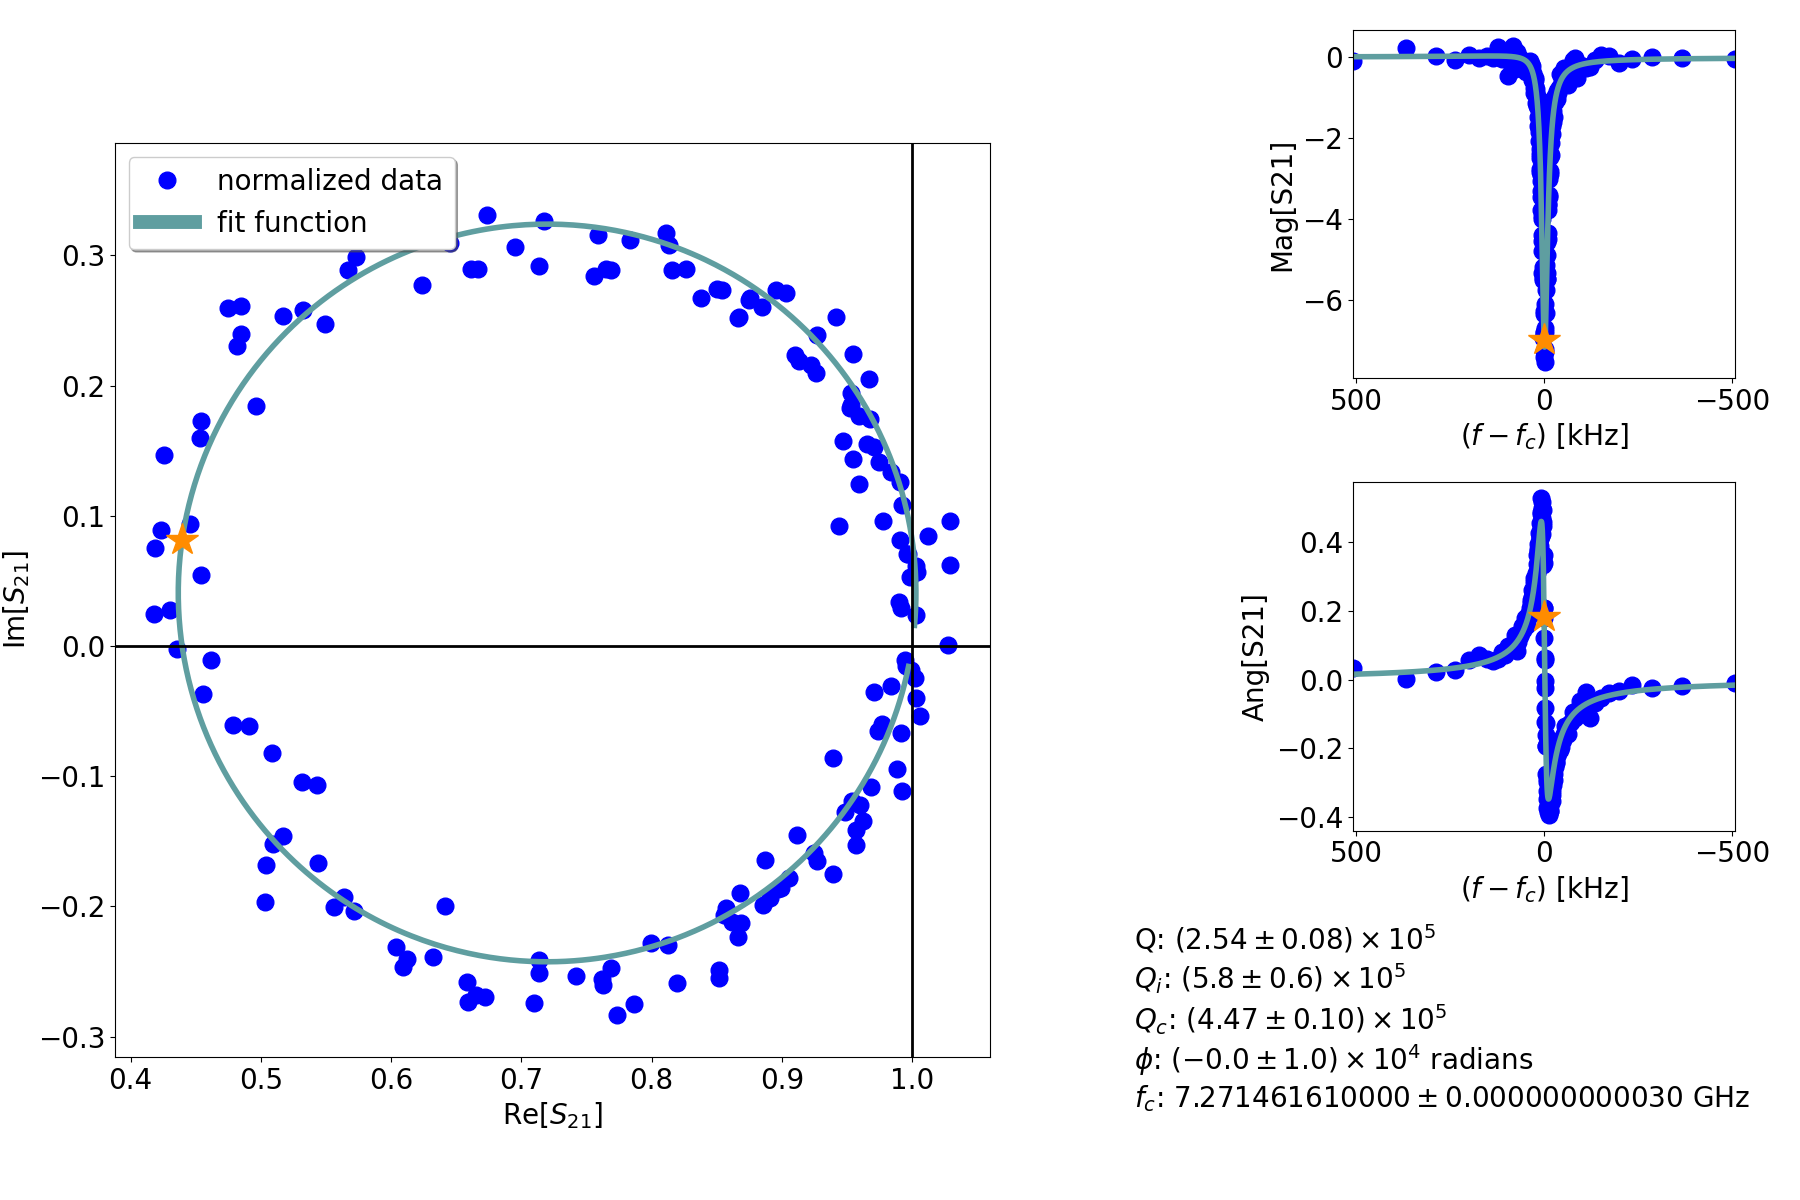 normalized data
fit function
0.3
0.2
0.1
0.0
−0.1
−0.2
−0.3
Im[S21]
0.4 0.5 0.6 0.7 0.8 0.9 1.0
Re[S21]
0
−2
−4
−6
Mag[S21]
500 0 −500
(f − fc) [kHz]
0.4
0.2
0.0
−0.2
−0.4
Ang[S21]
500 0 −500
(f − fc) [kHz]
Q: (2.54 ± 0.08) × 10^5
Qi: (5.8 ± 0.6) × 10^5
Qc: (4.47 ± 0.10) × 10^5
ϕ: (−0.0 ± 1.0) × 10^4 radians
fc: 7.271461610000 ± 0.000000000030 GHz